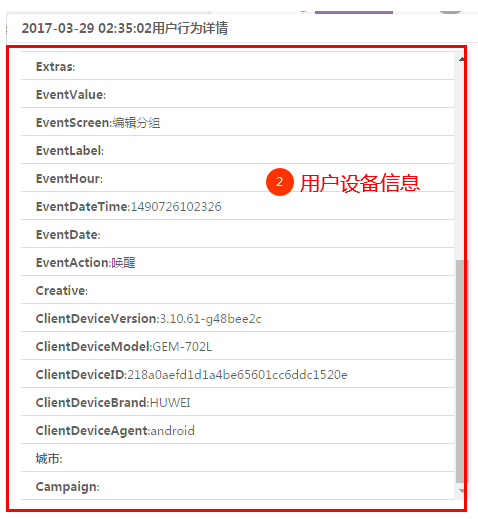 2017-03-29 02:35:02用户行为详情
Extras:
EventValue:
EventScreen:编辑分组
EventLabel:
EventHour:
2 用户设备信息
EventDateTime:1490726102326
EventDate:
EventAction:唤醒
Creative:
ClientDeviceVersion:3.10.61-g48bee2c
ClientDeviceModel:GEM-702L
ClientDeviceID:218a0aefd1d1a4be65601cc6ddc1520e
ClientDeviceBrand:HUWEI
ClientDeviceAgent:android
城市:
Campaign: